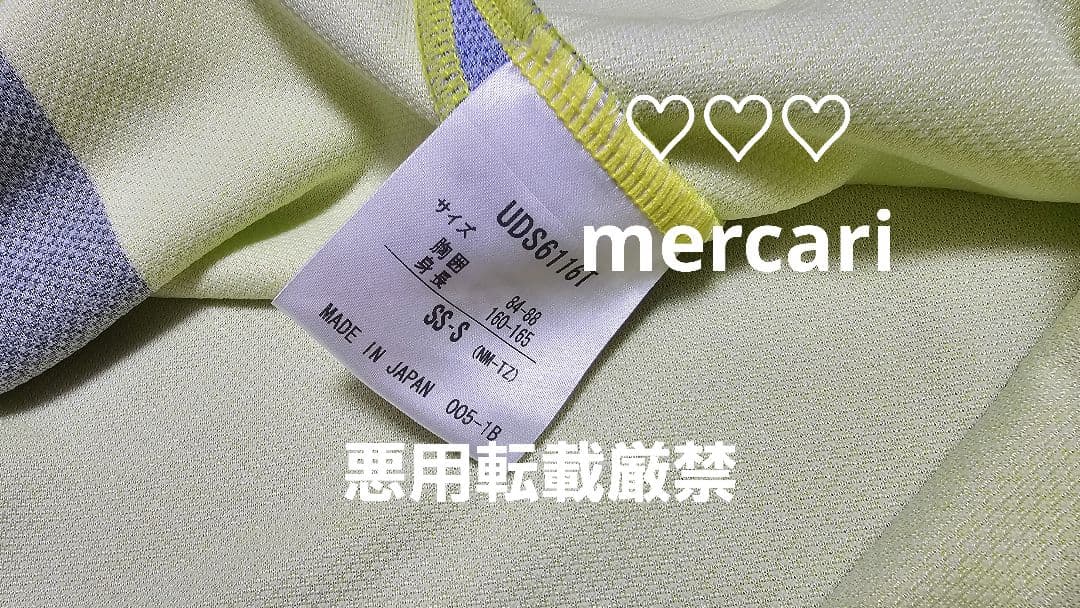 ♡♡♡
mercari
UDS6116T
サイズ
胸囲 84-88
身長 160-165
SS-S (NM-TZ)
MADE IN JAPAN 005-1B
悪用転載厳禁